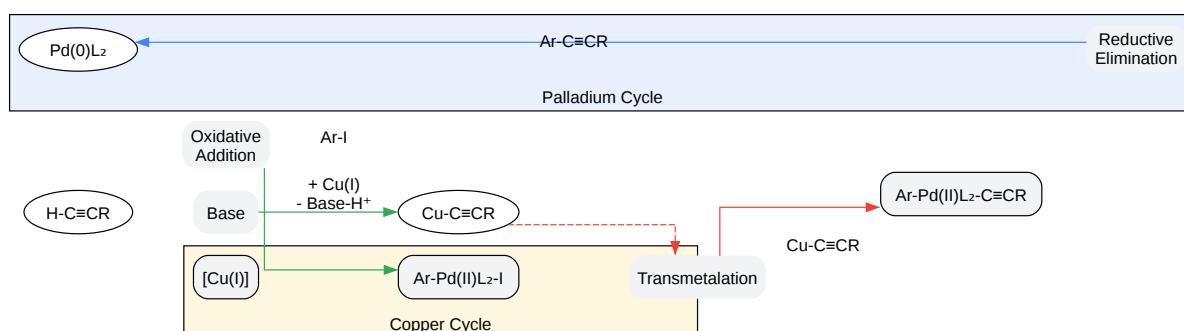 Pd(0)L₂
Ar-C≡CR
Reductive
Elimination
Palladium Cycle
Oxidative
Addition
Ar-I
H-C≡CR
Base
+ Cu(I)
- Base-H⁺
Cu-C≡CR
Ar-Pd(II)L₂-C≡CR
Cu-C≡CR
[Cu(I)]
Ar-Pd(II)L₂-I
Transmetalation
Copper Cycle